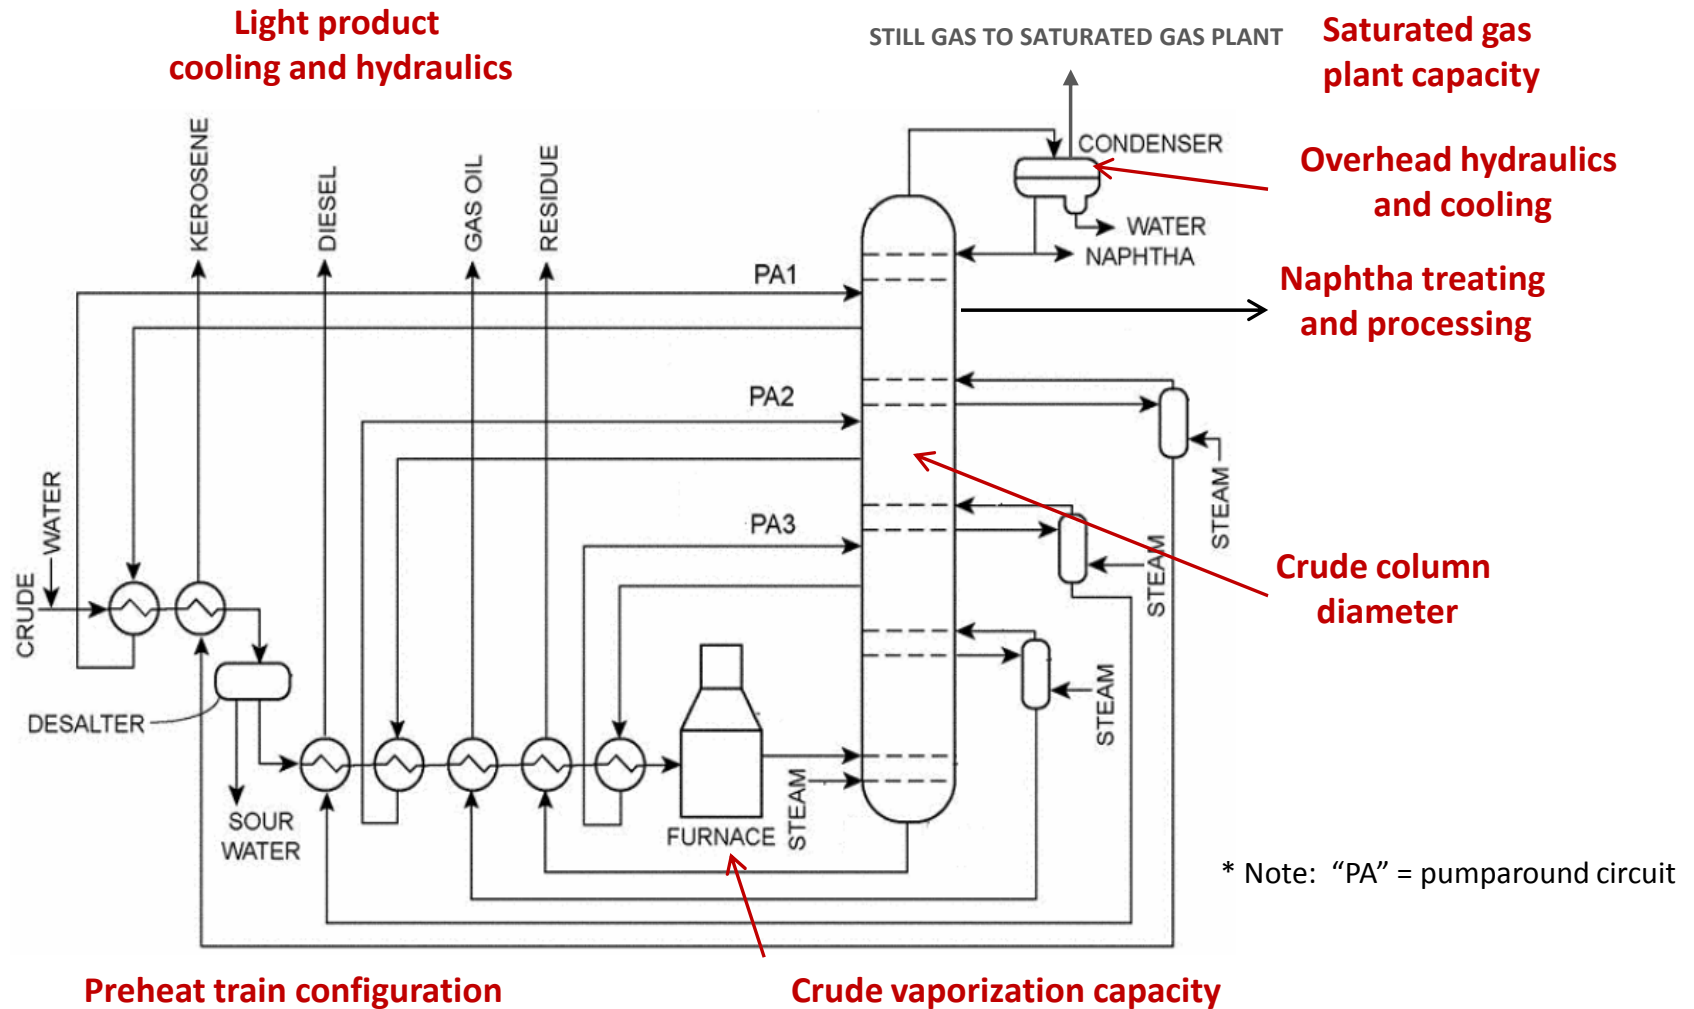 Light product
cooling and hydraulics
STILL GAS TO SATURATED GAS PLANT
Saturated gas
plant capacity
CONDENSER
Overhead hydraulics
and cooling
KEROSENE
DIESEL
GAS OIL
RESIDUE
WATER
NAPHTHA
PA1
Naphtha treating
and processing
PA2
STEAM
PA3
STEAM
Crude column
diameter
WATER
CRUDE
STEAM
DESALTER
SOUR
WATER
FURNACE
STEAM
* Note: “PA” = pumparound circuit
Preheat train configuration
Crude vaporization capacity